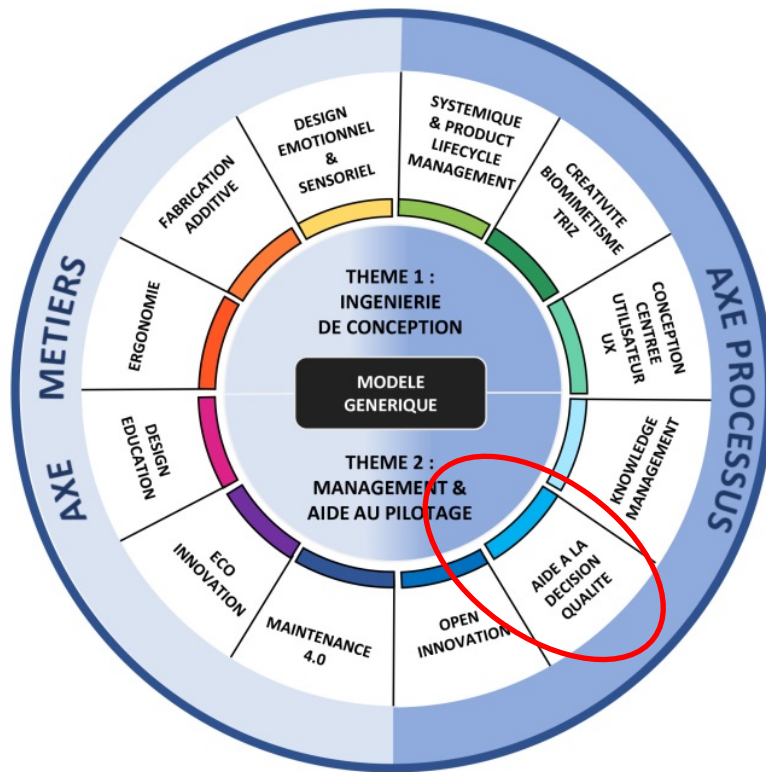 DESIGN
EMOTIONNEL
&
SENSORIEL
SYSTEMIQUE
& PRODUCT
LIFECYCLE
MANAGEMENT
CREATIVITE
BIOMIMETISME
TRIZ
CONCEPTION
CENTREE
UTILISATEUR
UX
KNOWLEDGE
MANAGEMENT
AIDE A LA
DECISION
QUALITE
OPEN
INNOVATION
MAINTENANCE
4.0
ECO
INNOVATION
DESIGN
EDUCATION
ERGONOMIE
FABRICATION
ADDITIVE
AXE METIERS
AXE PROCESSUS
THEME 1 :
INGENIERIE
DE CONCEPTION
MODELE
GENERIQUE
THEME 2 :
MANAGEMENT &
AIDE AU PILOTAGE